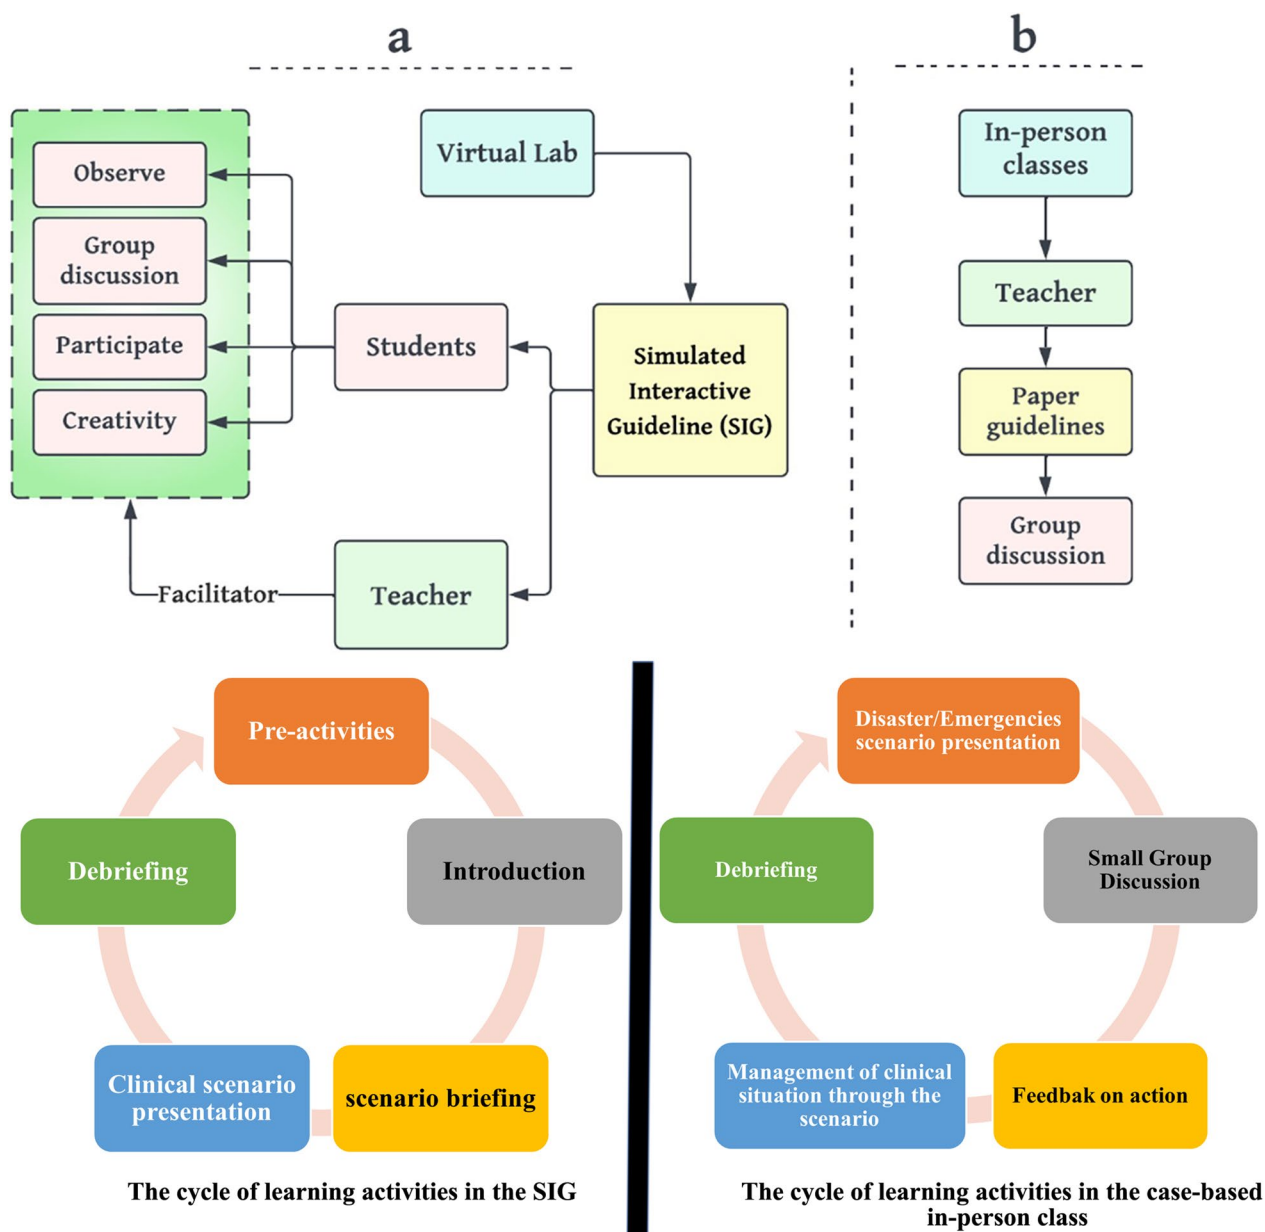 a
b
Observe
Group
discussion
Participate
Creativity
Virtual Lab
Students
Simulated
Interactive
Guideline (SIG)
Facilitator
Teacher
In-person
classes
Teacher
Paper
guidelines
Group
discussion
Pre-activities
Introduction
scenario briefing
Clinical scenario
presentation
Debriefing
The cycle of learning activities in the SIG
Disaster/Emergencies
scenario presentation
Small Group
Discussion
Feedbak on action
Management of clinical
situation through the
scenario
Debriefing
The cycle of learning activities in the case-based
in-person class